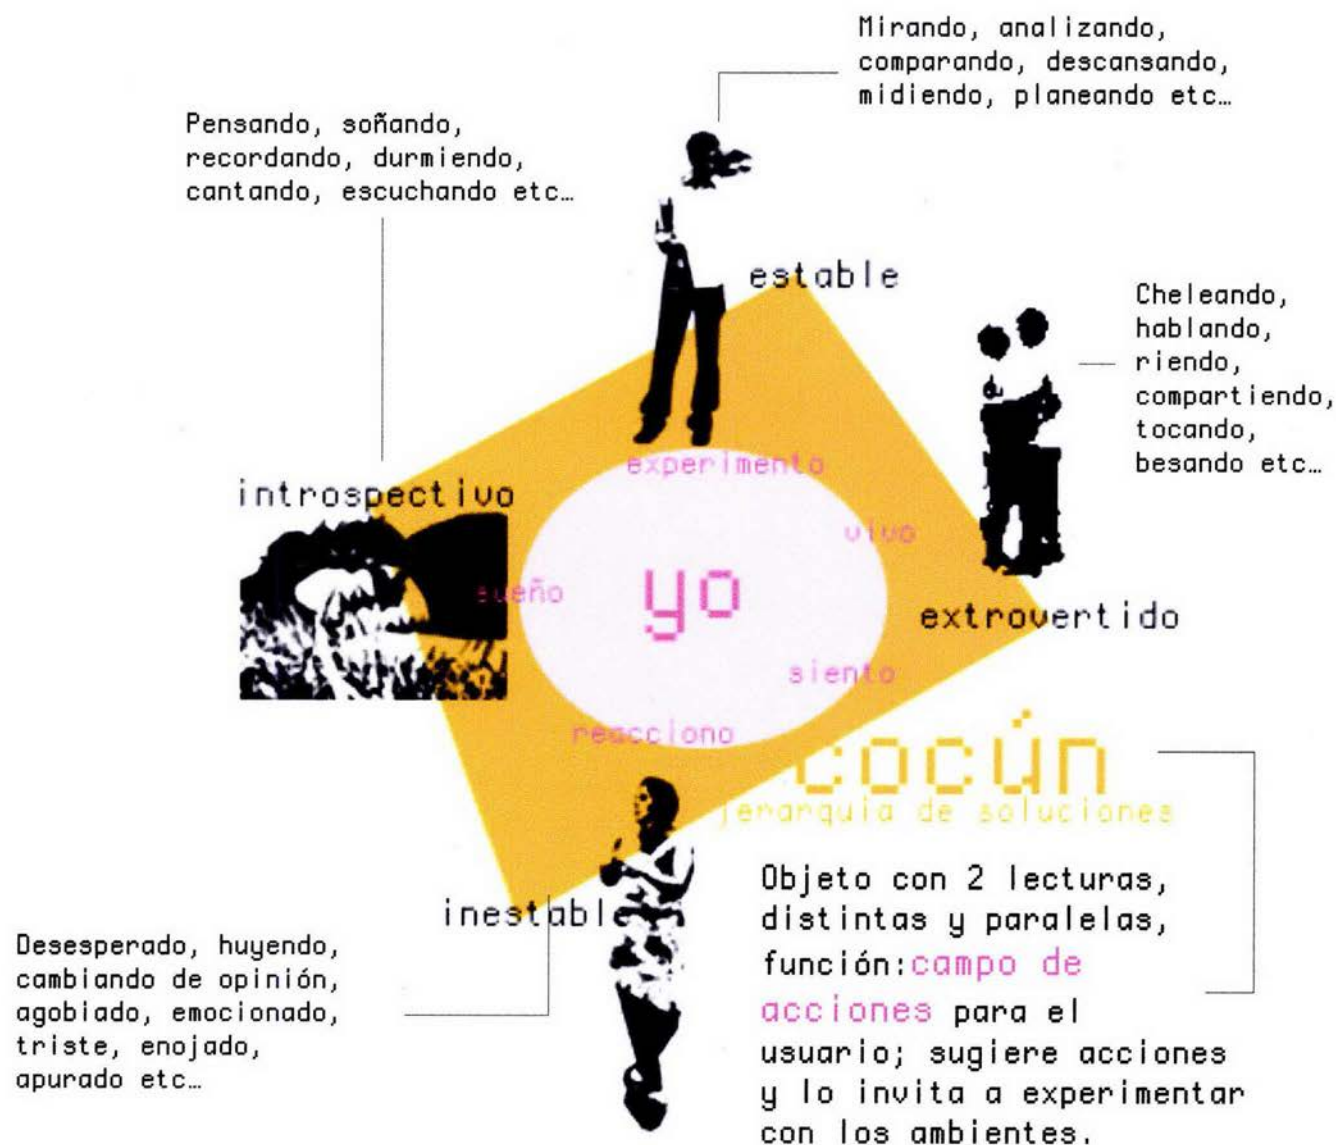 Mirando, analizando,
comparando, descansando,
midiendo, planeando etc…
Pensando, soñando,
recordando, durmiendo,
cantando, escuchando etc…
estable
Cheleando,
hablando,
riendo,
compartiendo,
tocando,
besando etc…
experimento
introspectivo
vivo
sueño
yo
extrovertido
siento
reacciono
cocún
jerarquia de soluciones
Objeto con 2 lecturas,
distintas y paralelas,
función:campo de
acciones para el
usuario; sugiere acciones
y lo invita a experimentar
con los ambientes.
inestable
Desesperado, huyendo,
cambiando de opinión,
agobiado, emocionado,
triste, enojado,
apurado etc…